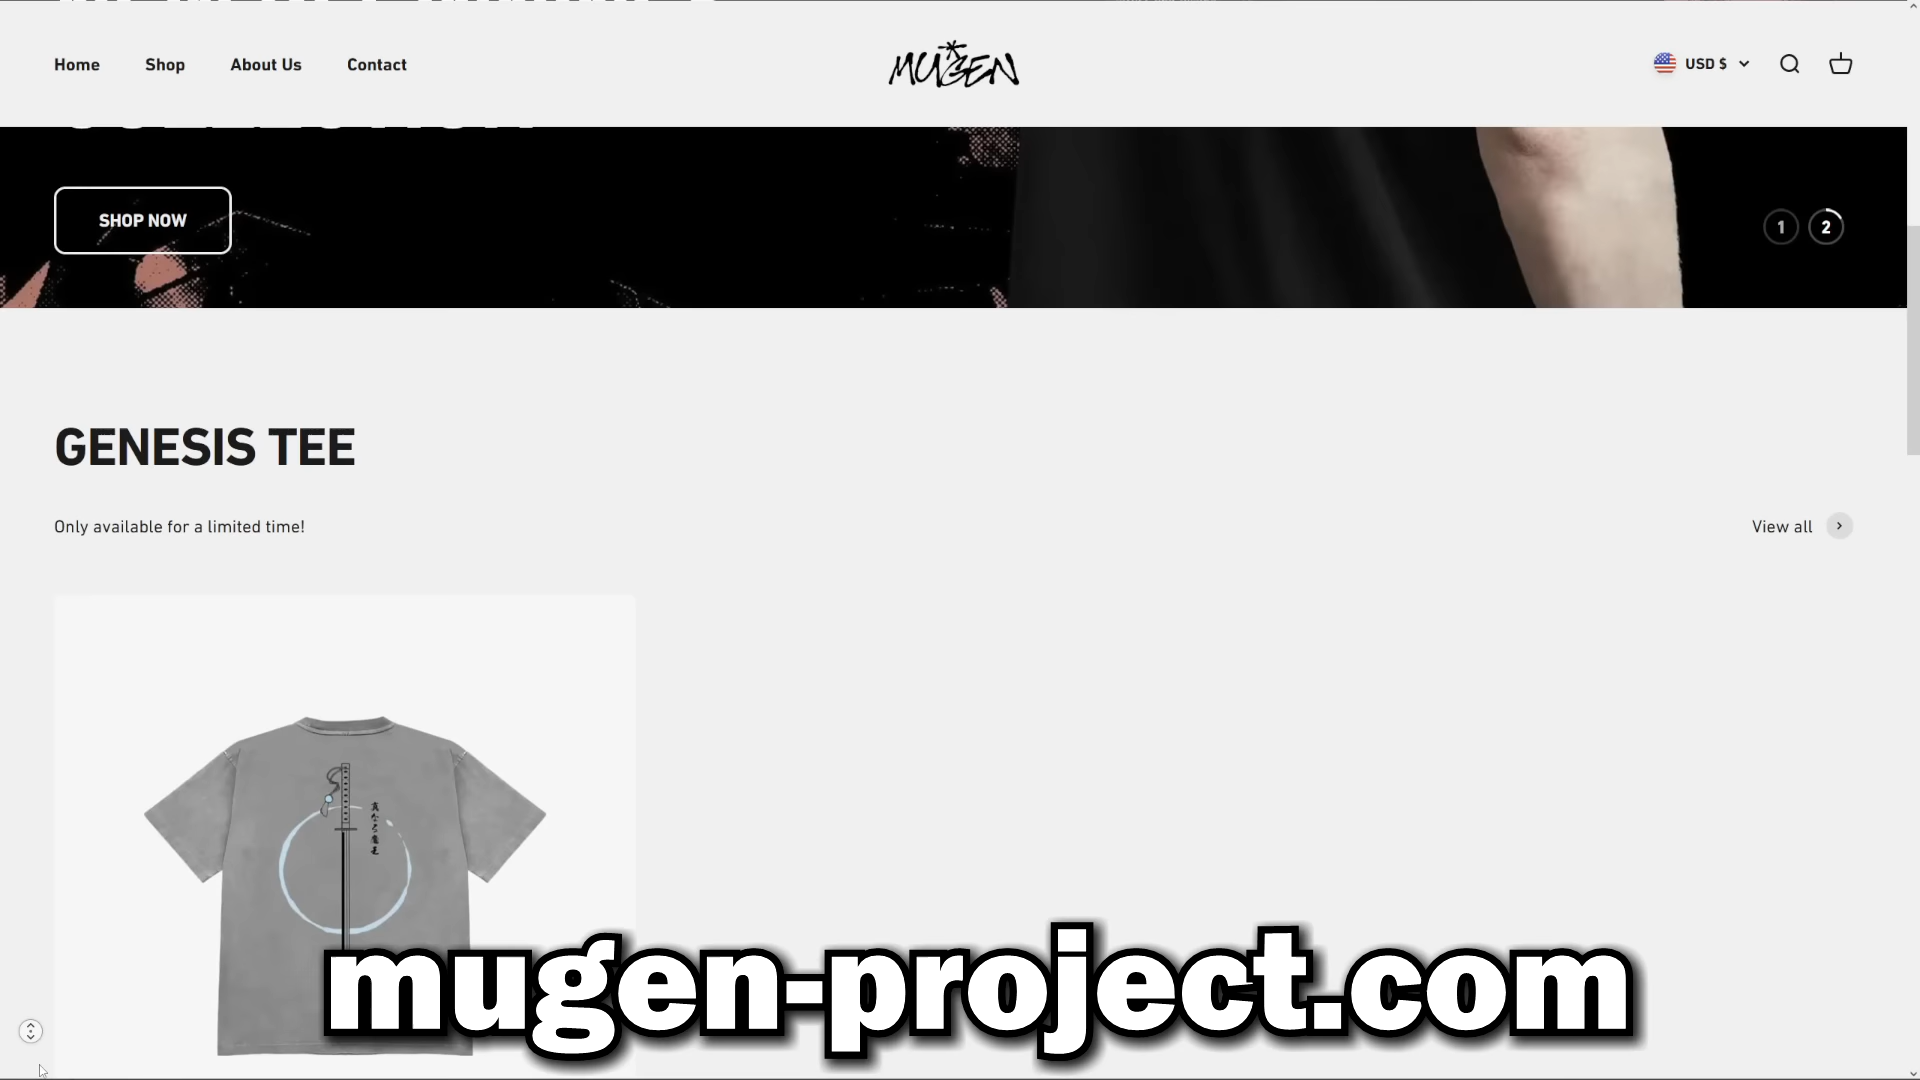 Home Shop About Us Contact MUGEN USD $
SHOP NOW
1 2
GENESIS TEE
Only available for a limited time!
View all
mugen-project.com